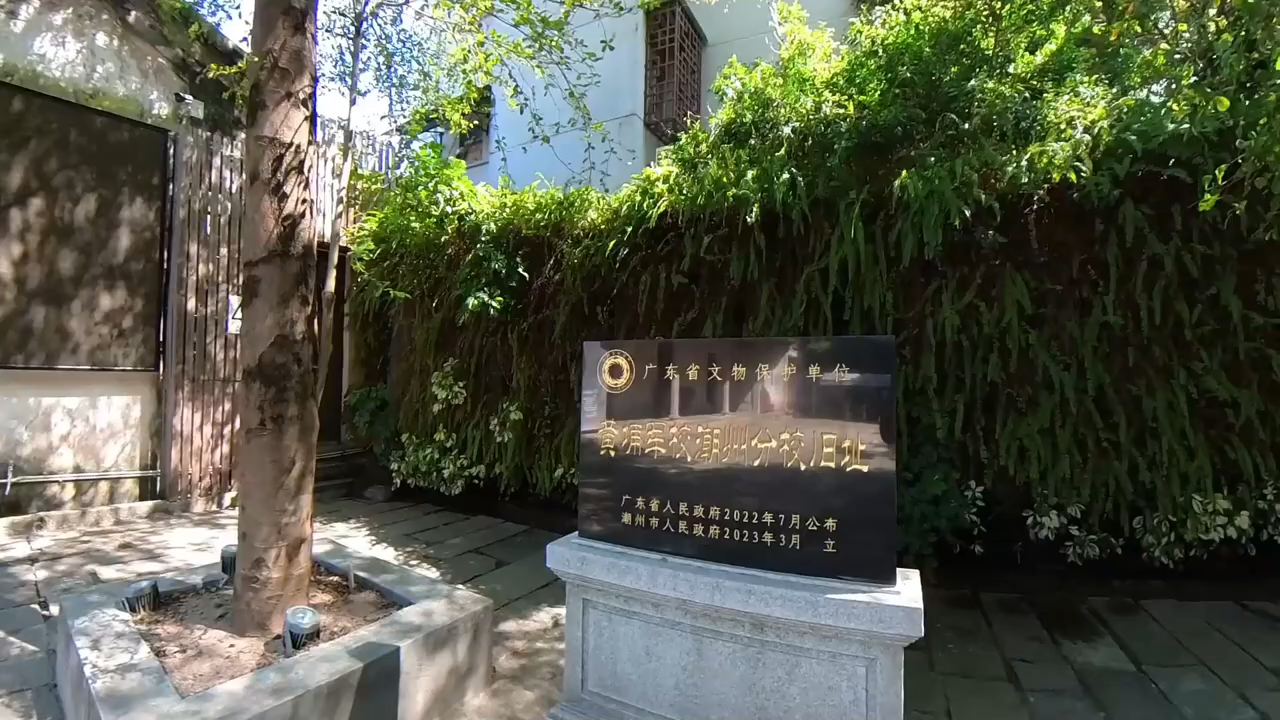 广东省文物保护单位
黄埔军校潮州分校旧址
广东省人民政府2022年7月公布
潮州市人民政府2023年3月 立